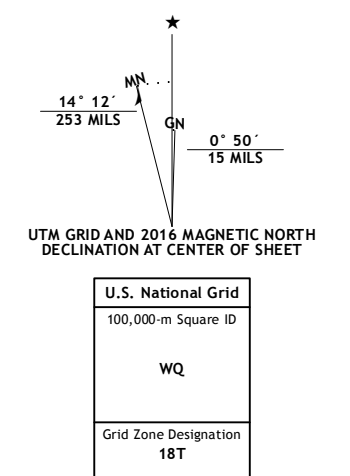 MN
14° 12´
253 MILS
GN
0° 50´
15 MILS
UTM GRID AND 2016 MAGNETIC NORTH
DECLINATION AT CENTER OF SHEET
U.S. National Grid
100,000-m Square ID
WQ
Grid Zone Designation
18T